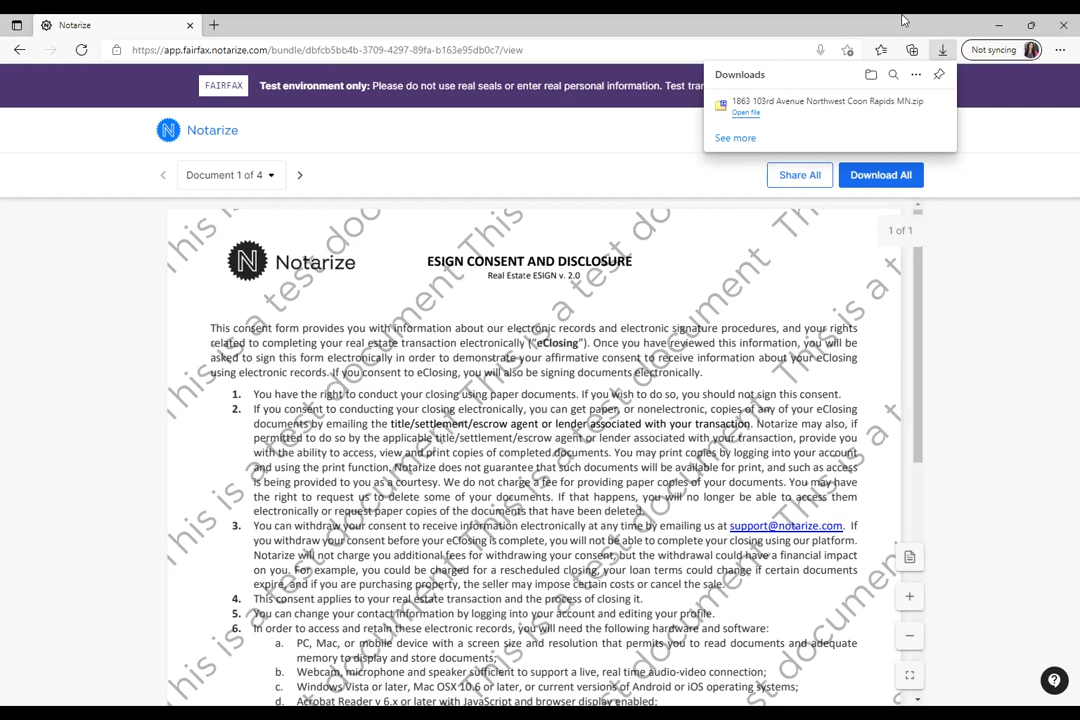 Notarize
https://app.fairfax.notarize.com/bundle/dbfcb5bb4b-3709-4297-89fa-b163e95db0c7/view
Not syncing
FAIRFAX
Test environment only: Please do not use real seals or enter real personal information. Test tran
Downloads
1863 103rd Avenue Northwest Coon Rapids MN.zip
Open file
See more
Notarize
Document 1 of 4
Share All
Download All
1 of 1
Notarize
ESIGN CONSENT AND DISCLOSURE
Real Estate ESIGN v. 2.0
This consent form provides you with information about our electronic records and electronic signature procedures, and your rights
related to completing your real estate transaction electronically ("eClosing"). Once you have reviewed this information, you will be
asked to sign this form electronically in order to demonstrate your affirmative consent to receive information about your eClosing
using electronic records. If you consent to eClosing, you will also be signing documents electronically.
1. You have the right to conduct your closing using paper documents. If you wish to do so, you should not sign this consent.
2. If you consent to conducting your closing electronically, you can get paper, or nonelectronic, copies of any of your eClosing
documents by emailing the title/settlement/escrow agent or lender associated with your transaction. Notarize may also, if
permitted to do so by the applicable title/settlement/escrow agent or lender associated with your transaction, provide you
with the ability to access, view and print copies of completed documents. You may print copies by logging into your account
and using the print function. Notarize does not guarantee that such documents will be available for print, and such as access
is being provided to you as a courtesy. We do not charge a fee for providing paper copies of your documents. You may have
the right to request us to delete some of your documents. If that happens, you will no longer be able to access them
electronically or request paper copies of the documents that have been deleted.
3. You can withdraw your consent to receive information electronically at any time by emailing us at support@notarize.com. If
you withdraw your consent before your eClosing is complete, you will not be able to complete your closing using our platform.
Notarize will not charge you additional fees for withdrawing your consent, but the withdrawal could have a financial impact
on you. For example, you could be charged for a rescheduled closing, your loan terms could change if certain documents
expire, and if you are purchasing property, the seller may impose certain costs or cancel the sale.
4. This consent applies to your real estate transaction and the process of closing it.
5. You can change your contact information by logging into your account and editing your profile.
6. In order to access and retain these electronic records, you will need the following hardware and software:
a. PC, Mac, or mobile device with a screen size and resolution that permits you to read documents and adequate
memory to display and store documents;
b. Webcam, microphone and speaker sufficient to support a live, real time audio-video connection;
c. Windows Vista or later, Mac OSX 10.6 or later, or current versions of Android or iOS operating systems;
d. Acrobat Reader v 6.x or later with JavaScript and browser display enabled;
This is a test document